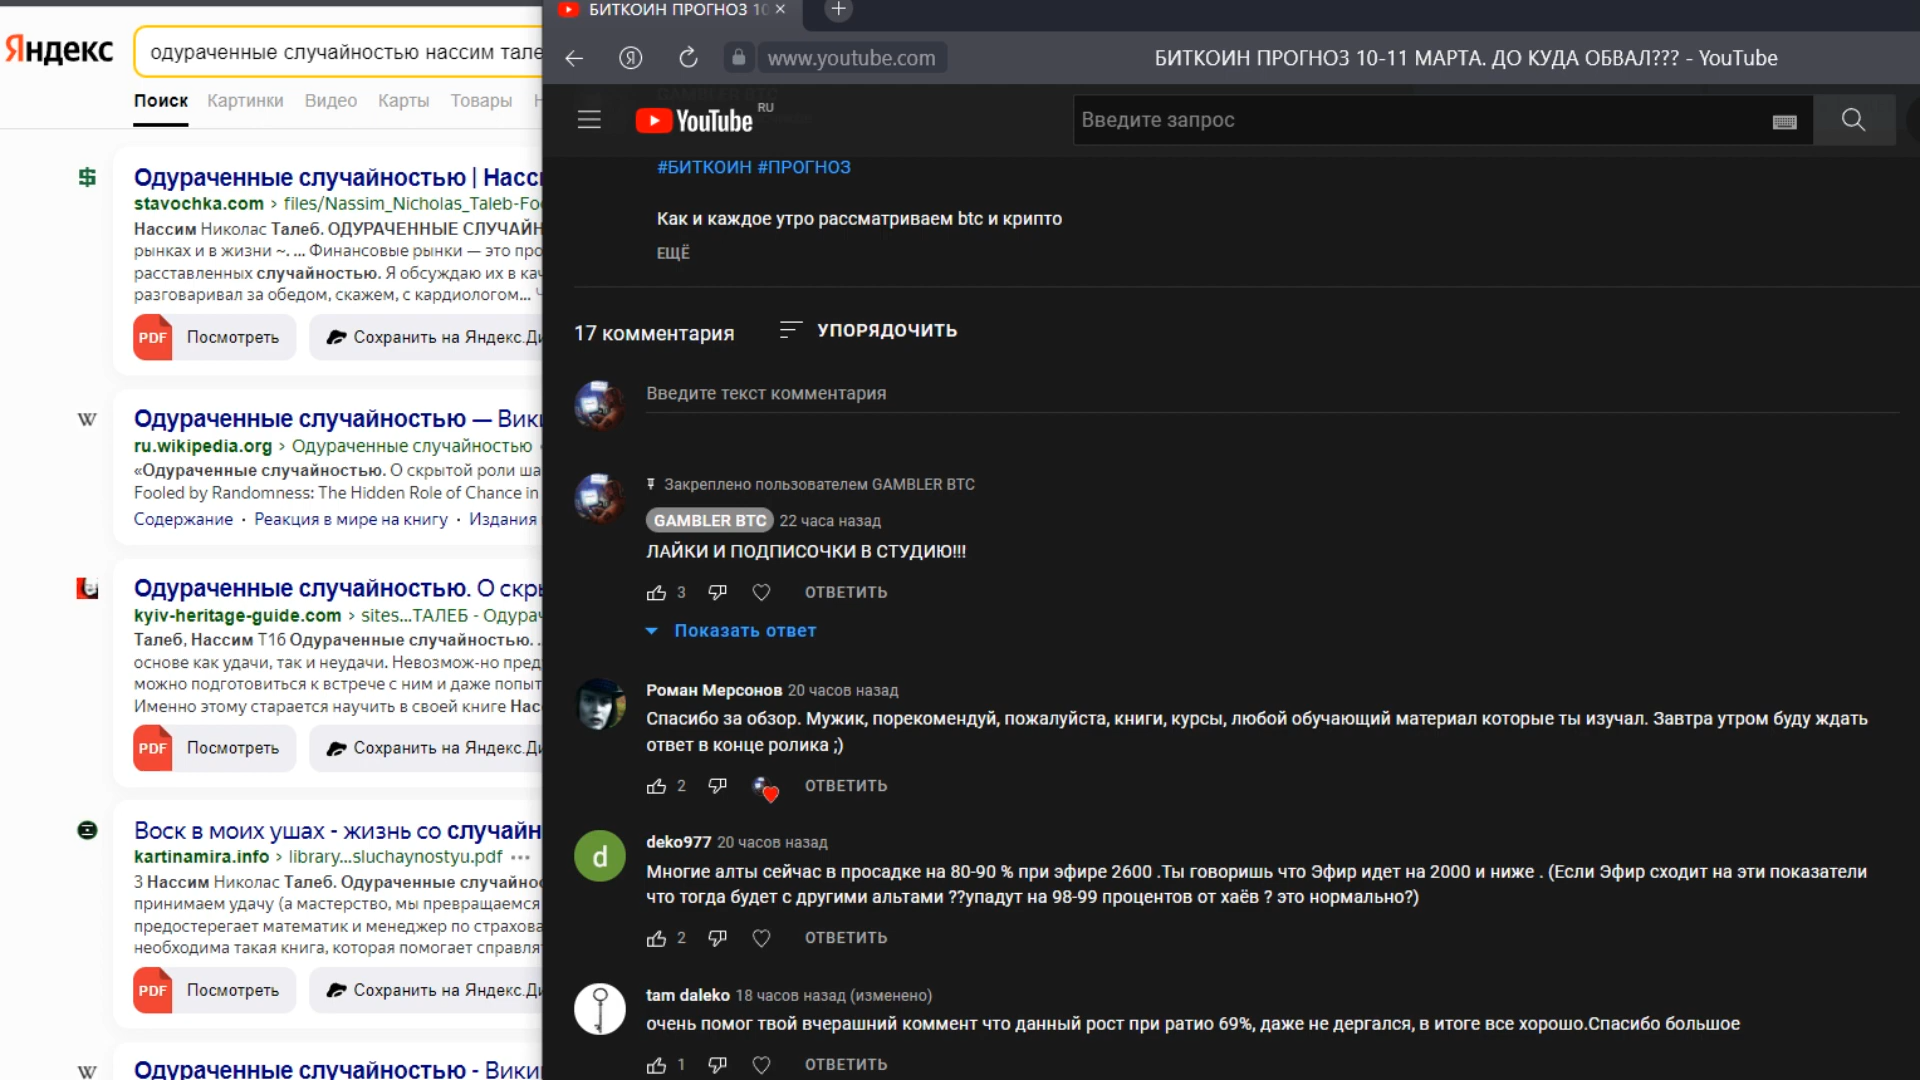 Яндекс
одураченные случайностью нассим тале
Поиск Картинки Видео Карты Товары
Одураченные случайностью | Насс
stavochka.com › files/Nassim_Nicholas_Taleb-Fo
Нассим Николас Талеб. ОДУРАЧЕННЫЕ СЛУЧАЙН
рынках и в жизни ~. ... Финансовые рынки — это про
расставленных случайностью. Я обсуждаю их в кач
разговаривал за обедом, скажем, с кардиологом...
PDF Посмотреть Сохранить на Яндекс.Ди
W
Одураченные случайностью — Вики
ru.wikipedia.org › Одураченные случайностью
«Одураченные случайностью. О скрытой роли ша
Fooled by Randomness: The Hidden Role of Chance in
Содержание · Реакция в мире на книгу · Издания
Одураченные случайностью. О скры
kyiv-heritage-guide.com › sites...ТАЛЕБ - Одурач
Талеб, Нассим Т16 Одураченные случайностью. .
основе как удачи, так и неудачи. Невозмож-но пред
можно подготовиться к встрече с ним и даже попыт
Именно этому старается научить в своей книге Нас
PDF Посмотреть Сохранить на Яндекс.Ди
Воск в моих ушах - жизнь со случайн
kartinamira.info › library...sluchaynostyu.pdf
3 Нассим Николас Талеб. Одураченные случайно
принимаем удачу (а мастерство, мы превращаемся
предостерегает математик и менеджер по страхова
необходима такая книга, которая помогает справля
PDF Посмотреть Сохранить на Яндекс.Ди
W
Одураченные случайностью - Вики
БИТКОИН ПРОГНОЗ 10
www.youtube.com
БИТКОИН ПРОГНОЗ 10-11 МАРТА. ДО КУДА ОБВАЛ??? - YouTube
YouTube RU
Введите запрос
#БИТКОИН #ПРОГНОЗ
Как и каждое утро рассматриваем btc и крипто
ЕЩЁ
17 комментария УПОРЯДОЧИТЬ
Введите текст комментария
Закреплено пользователем GAMBLER BTC
GAMBLER BTC 22 часа назад
ЛАЙКИ И ПОДПИСОЧКИ В СТУДИЮ!!!
3 ОТВЕТИТЬ
Показать ответ
Роман Мерсонов 20 часов назад
Спасибо за обзор. Мужик, порекомендуй, пожалуйста, книги, курсы, любой обучающий материал которые ты изучал. Завтра утром буду ждать
ответ в конце ролика ;)
2 ОТВЕТИТЬ
d
deko977 20 часов назад
Многие алты сейчас в просадке на 80-90 % при эфире 2600 .Ты говоришь что Эфир идет на 2000 и ниже . (Если Эфир сходит на эти показатели
что тогда будет с другими альтами ??упадут на 98-99 процентов от хаёв ? это нормально?)
2 ОТВЕТИТЬ
tam daleko 18 часов назад (изменено)
очень помог твой вчерашний коммент что данный рост при ратио 69%, даже не дергался, в итоге все хорошо.Спасибо большое
1 ОТВЕТИТЬ